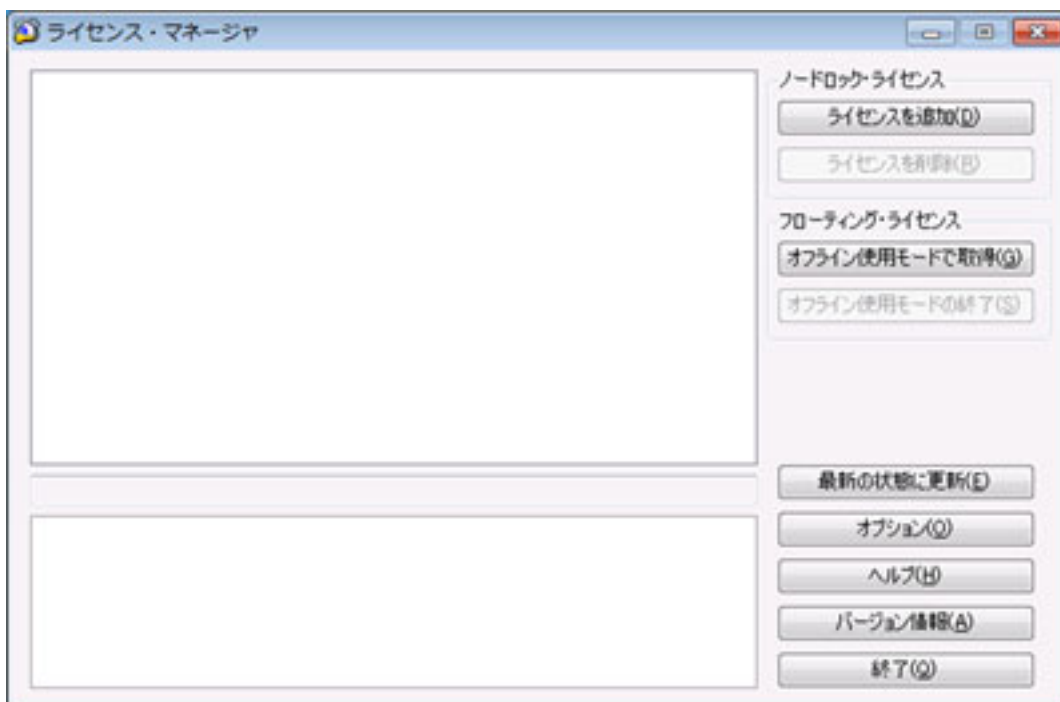 ライセンス・マネージャ
ノードロック・ライセンス
ライセンスを追加(D)
ライセンスを削除(R)
フローティング・ライセンス
オフライン使用モードで取得(G)
オフライン使用モードの終了(S)
最新の状態に更新(E)
オプション(O)
ヘルプ(H)
バージョン情報(A)
終了(Q)